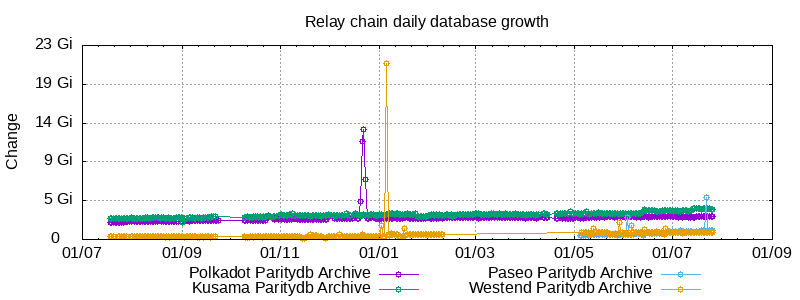 Relay chain daily database growth
23 Gi
19 Gi
14 Gi
9 Gi
5 Gi
0
Change
01/07 01/09 01/11 01/01 01/03 01/05 01/07 01/09
Polkadot Paritydb Archive Paseo Paritydb Archive
Kusama Paritydb Archive Westend Paritydb Archive